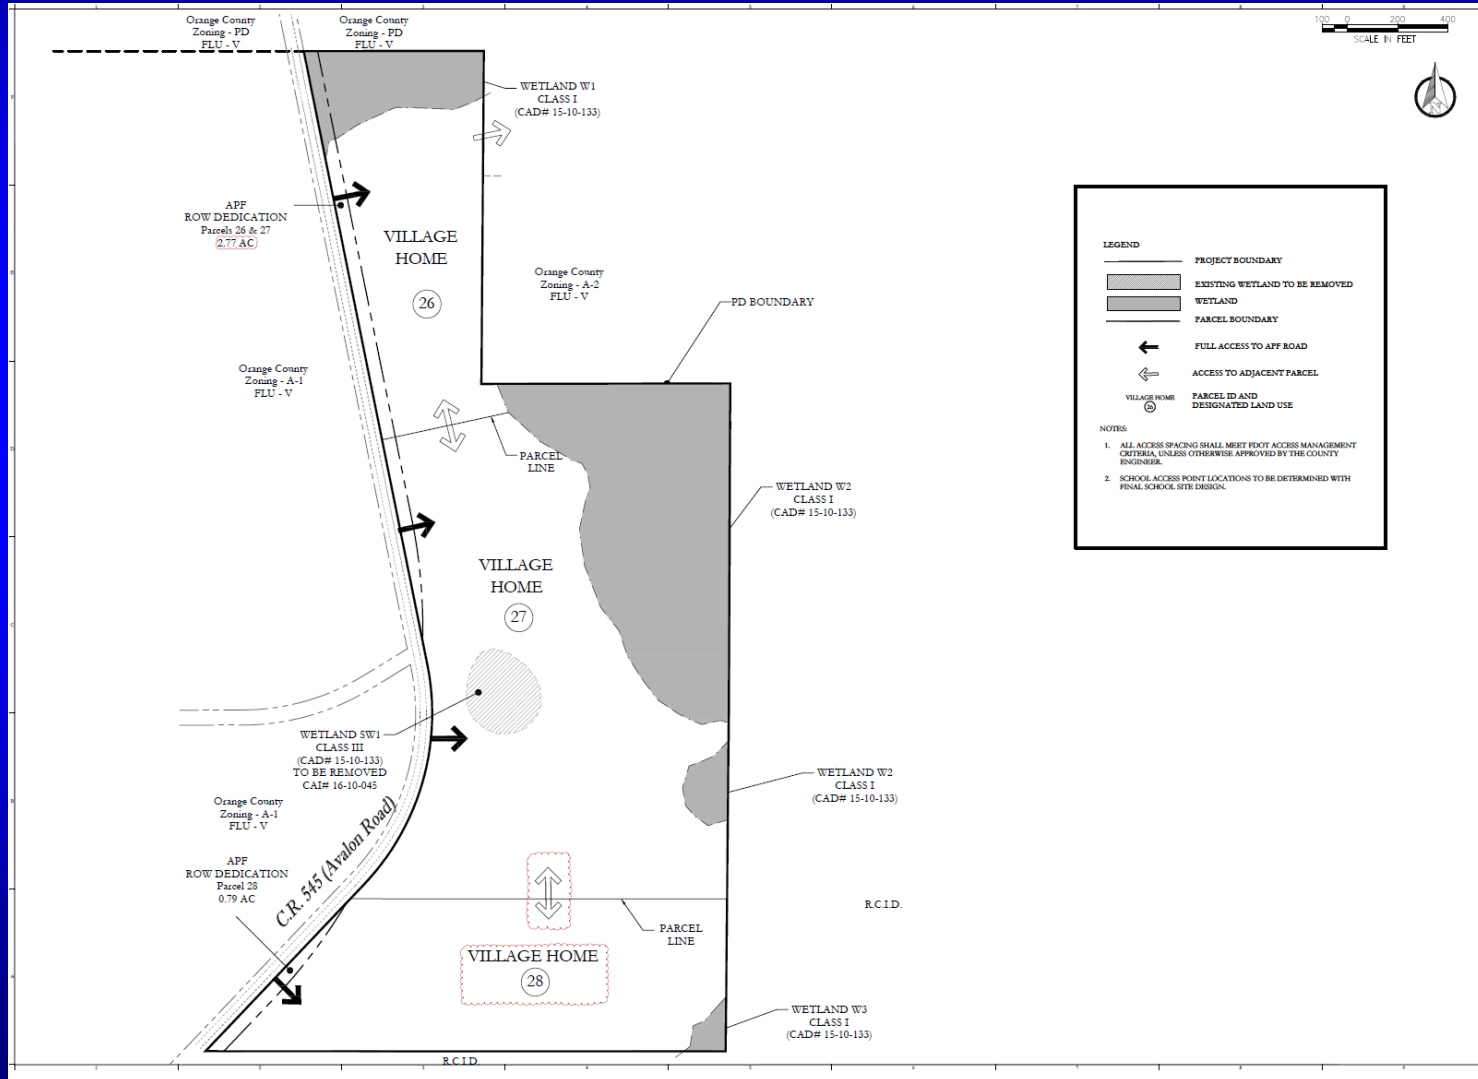 Orange County
Zoning - PD
FLU - V
Orange County
Zoning - PD
FLU - V
100 0 200 400
SCALE IN FEET
N
WETLAND W1
CLASS I
(CAD# 15-10-133)
APF
ROW DEDICATION
Parcels 26 & 27
2.77 AC
VILLAGE
HOME
26
Orange County
Zoning - A-2
FLU - V
PD BOUNDARY
Orange County
Zoning - A-1
FLU - V
PARCEL
LINE
WETLAND W2
CLASS I
(CAD# 15-10-133)
VILLAGE
HOME
27
WETLAND SW1
CLASS III
(CAD# 15-10-133)
TO BE REMOVED
CAI# 16-10-045
WETLAND W2
CLASS I
(CAD# 15-10-133)
Orange County
Zoning - A-1
FLU - V
C.R. 545 (Avalon Road)
APF
ROW DEDICATION
Parcel 28
0.79 AC
R.C.I.D.
PARCEL
LINE
VILLAGE HOME
28
WETLAND W3
CLASS I
(CAD# 15-10-133)
R.C.I.D.
LEGEND
PROJECT BOUNDARY
EXISTING WETLAND TO BE REMOVED
WETLAND
PARCEL BOUNDARY
FULL ACCESS TO APF ROAD
ACCESS TO ADJACENT PARCEL
VILLAGE HOME
26
PARCEL ID AND
DESIGNATED LAND USE
NOTES:
1. ALL ACCESS SPACING SHALL MEET FDOT ACCESS MANAGEMENT
CRITERIA, UNLESS OTHERWISE APPROVED BY THE COUNTY
ENGINEER.
2. SCHOOL ACCESS POINT LOCATIONS TO BE DETERMINED WITH
FINAL SCHOOL SITE DESIGN.